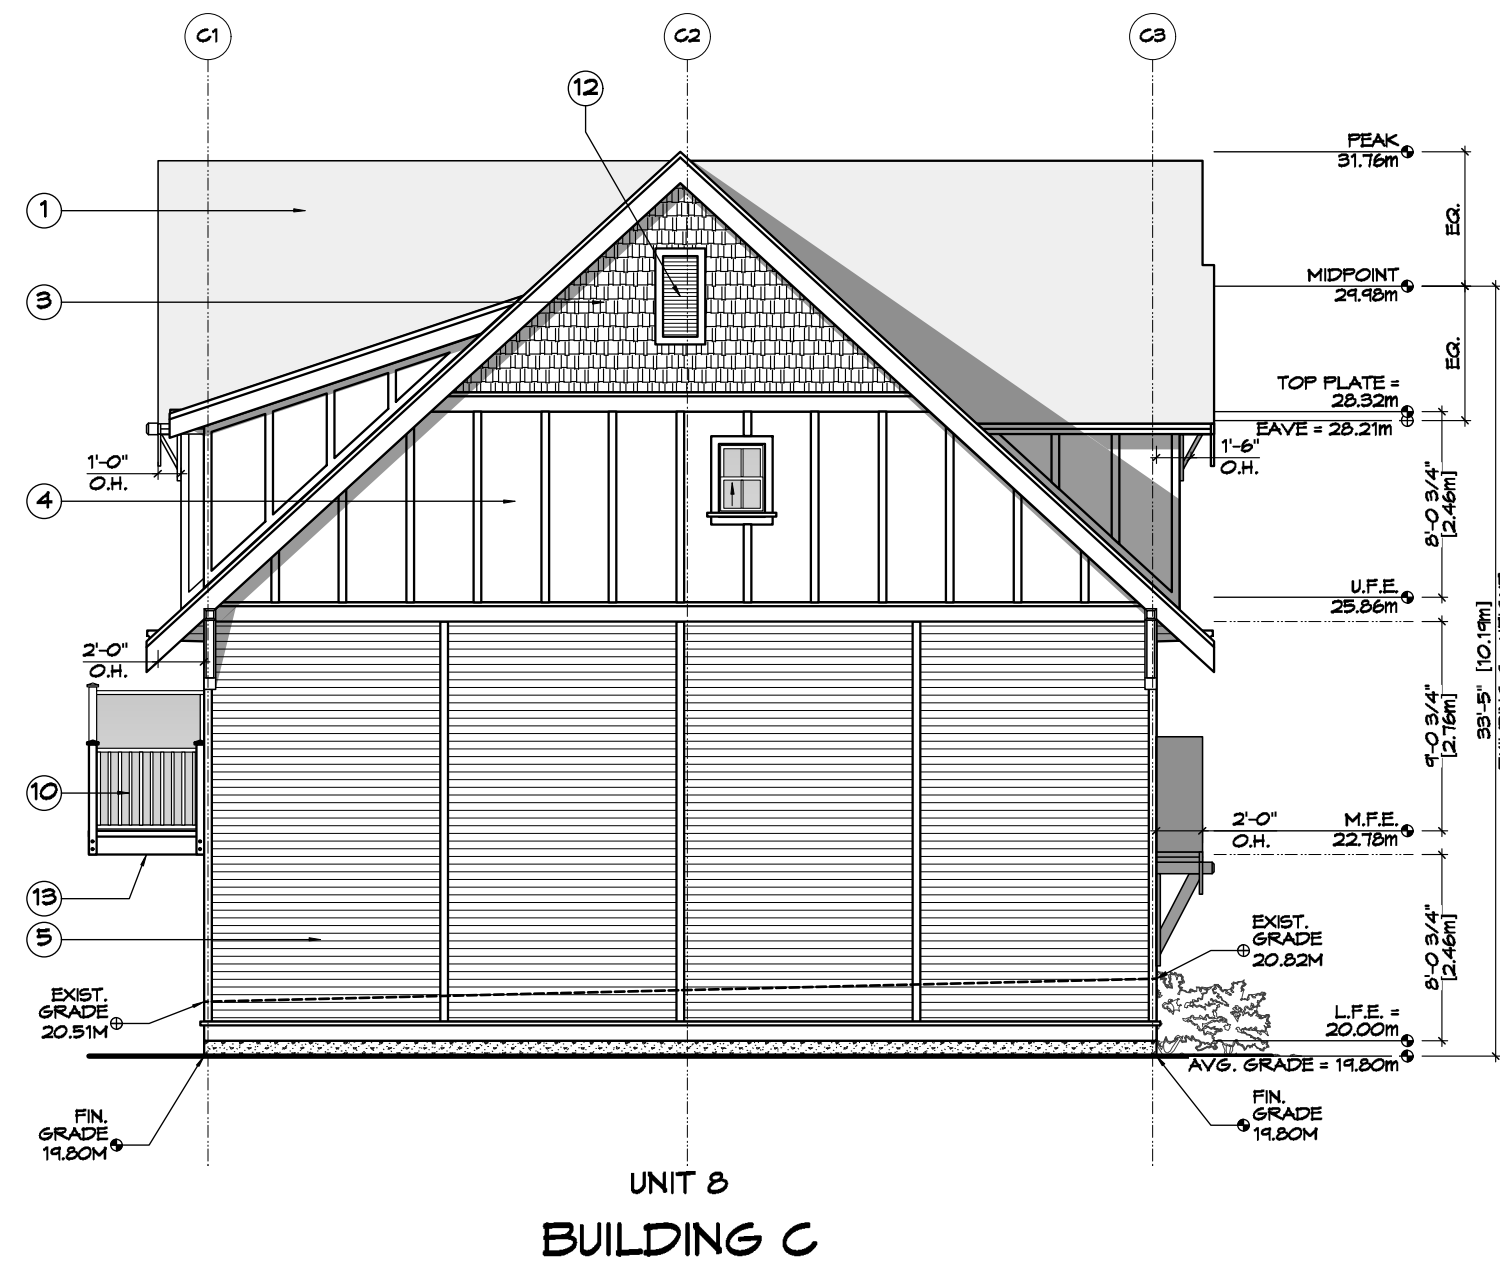 C1
C2
C3
12
PEAK
31.76m
1
EQ.
MIDPOINT
29.98m
3
EQ.
TOP PLATE =
28.32m
EAVE = 28.21m
1'-0"
O.H.
1'-6"
O.H.
4
8'-0 3/4"
[2.46m]
U.F.E.
25.86m
2'-0"
O.H.
33'-5" [10.19m]
9'-0 3/4"
[2.76m]
10
2'-0"
O.H.
M.F.E.
22.78m
13
5
EXIST.
GRADE
20.82M
8'-0 3/4"
[2.46m]
EXIST.
GRADE
20.51M
L.F.E. =
20.00m
AVG. GRADE = 19.80m
FIN.
GRADE
19.80M
FIN.
GRADE
19.80M
UNIT 8
BUILDING C